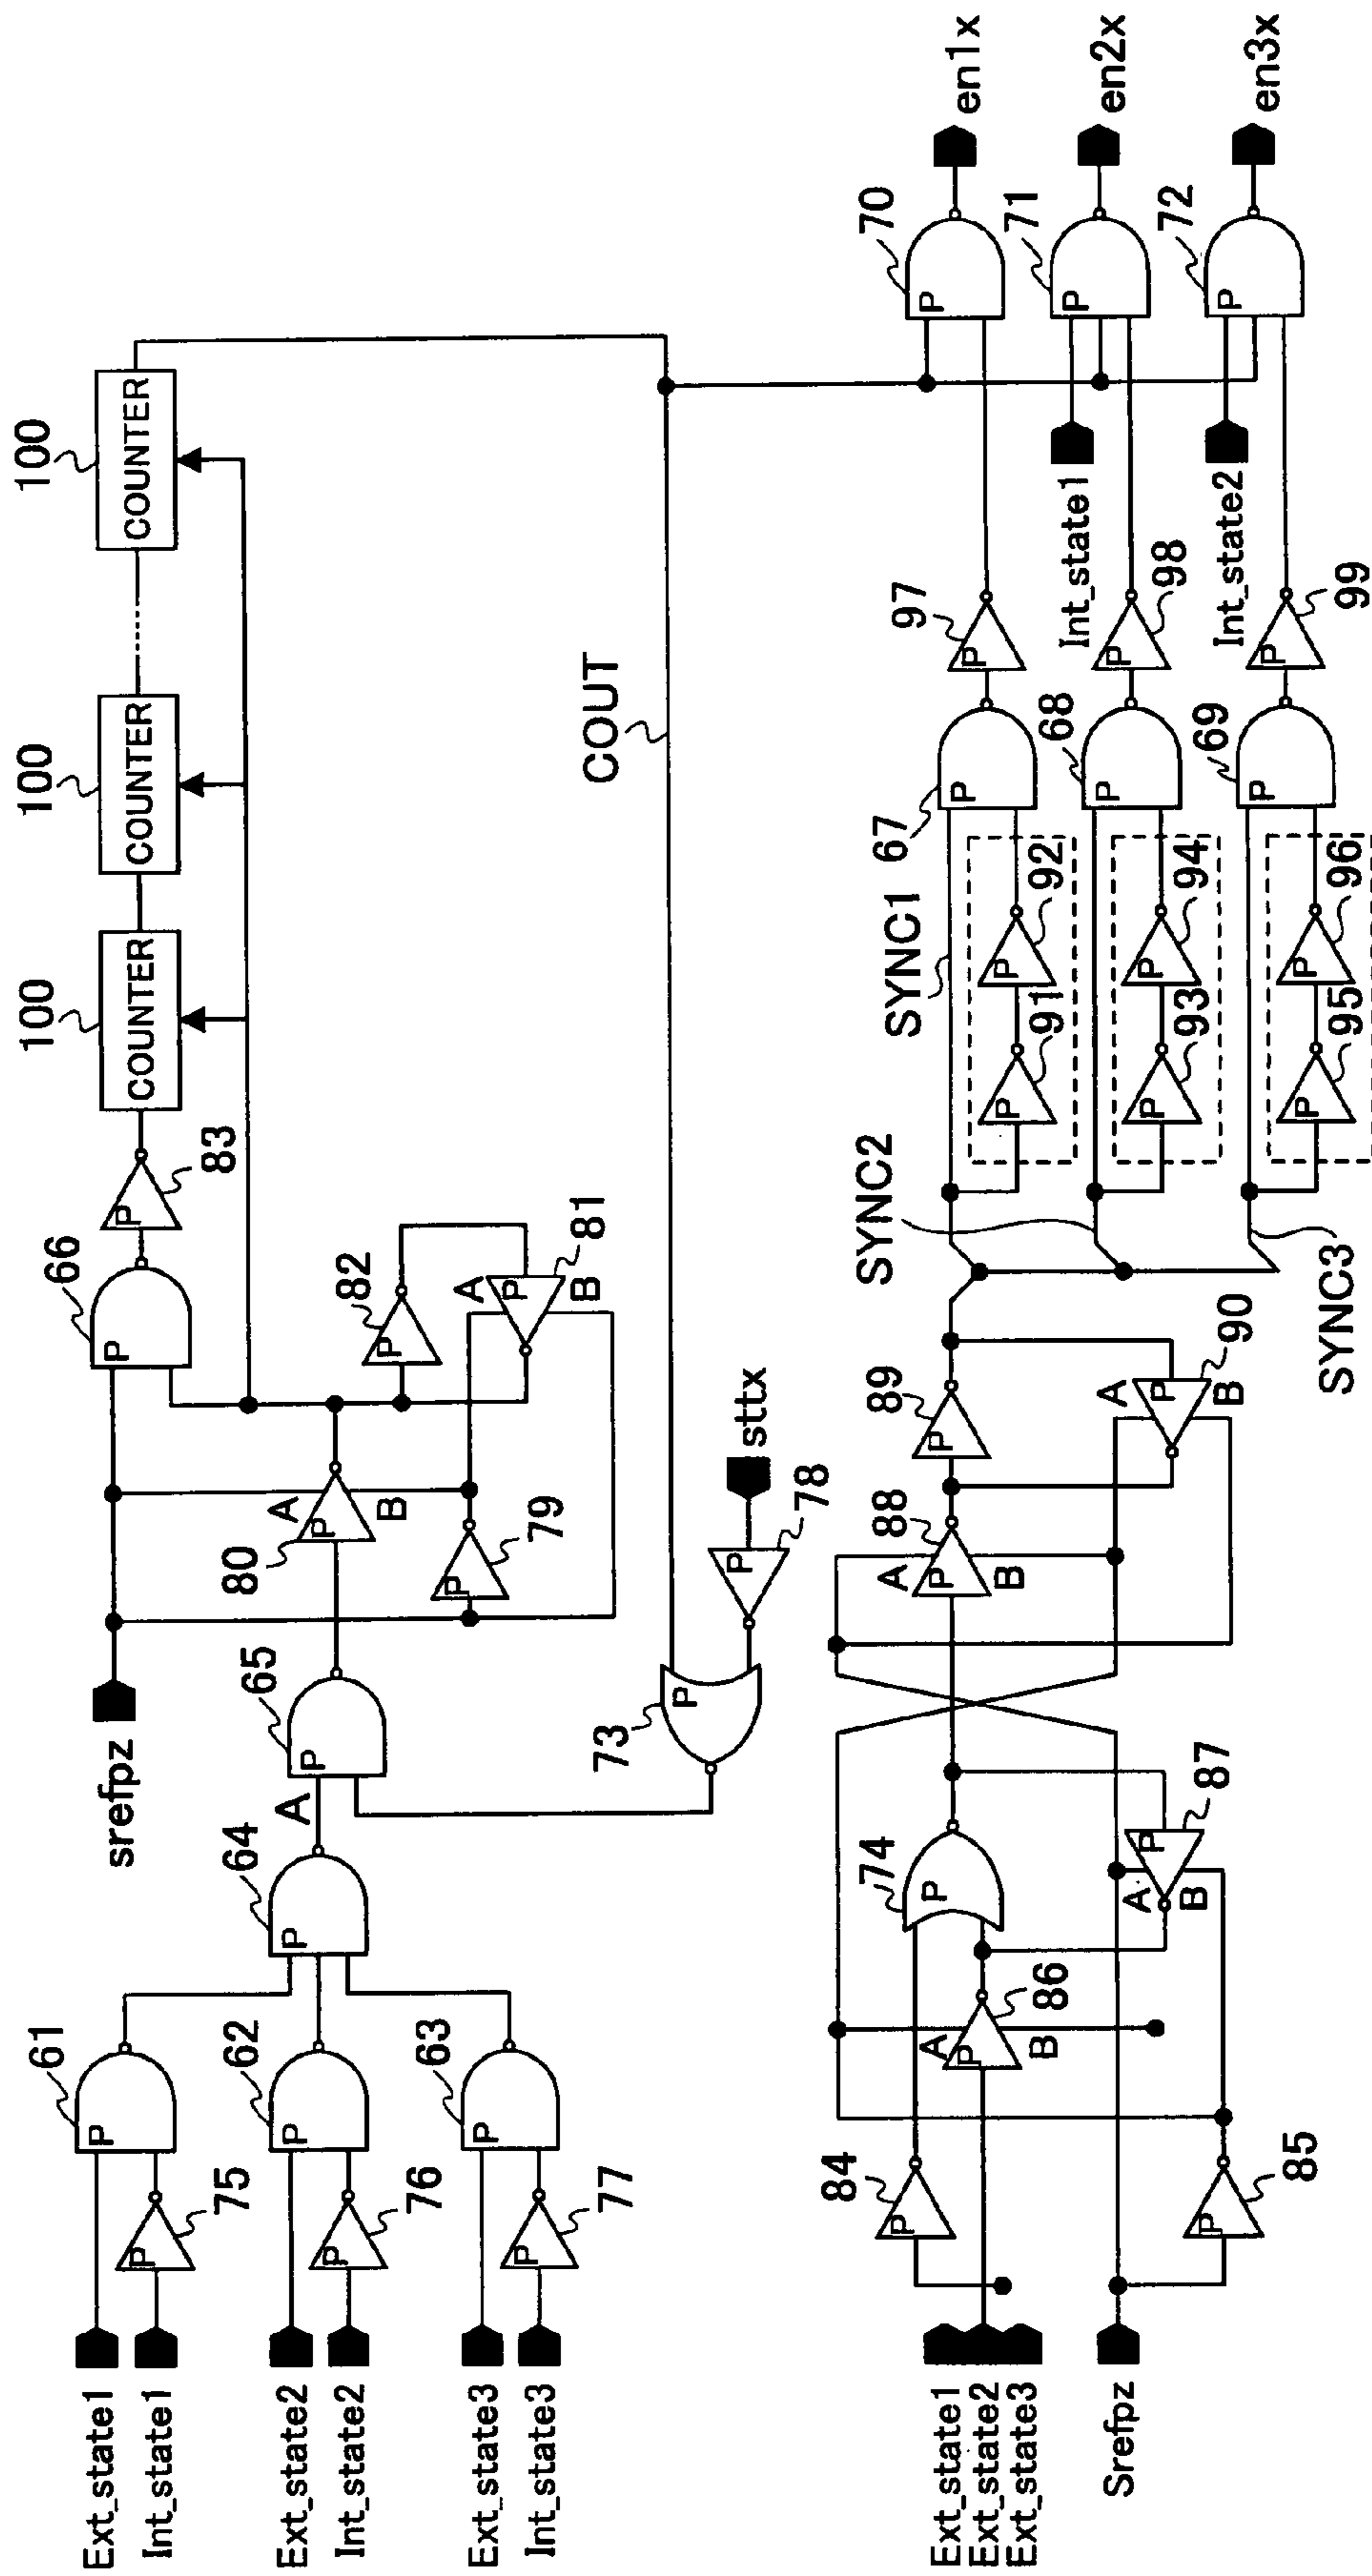 Ext_state1
Int_state1
Ext_state2
Int_state2
Ext_state3
Int_state3
75
76
77
P
P
P
61
62
63
P
P
P
64
P
A
65
P
srefpz
80
P
A
B
79
P
82
P
81
A
P
B
66
P
83
P
100
COUNTER
100
COUNTER
100
COUNTER
COUT
73
P
sttx
78
P
Ext_state1
Ext_state2
Ext_state3
Srefpz
84
P
85
P
86
A
P
B
74
P
87
P
A
B
88
A
P
B
89
P
90
A
P
B
SYNC1
SYNC2
SYNC3
91
P
92
P
93
P
94
P
95
P
96
P
67
P
68
P
69
P
97
P
98
P
99
P
Int_state1
Int_state2
70
P
71
P
72
P
en1x
en2x
en3x